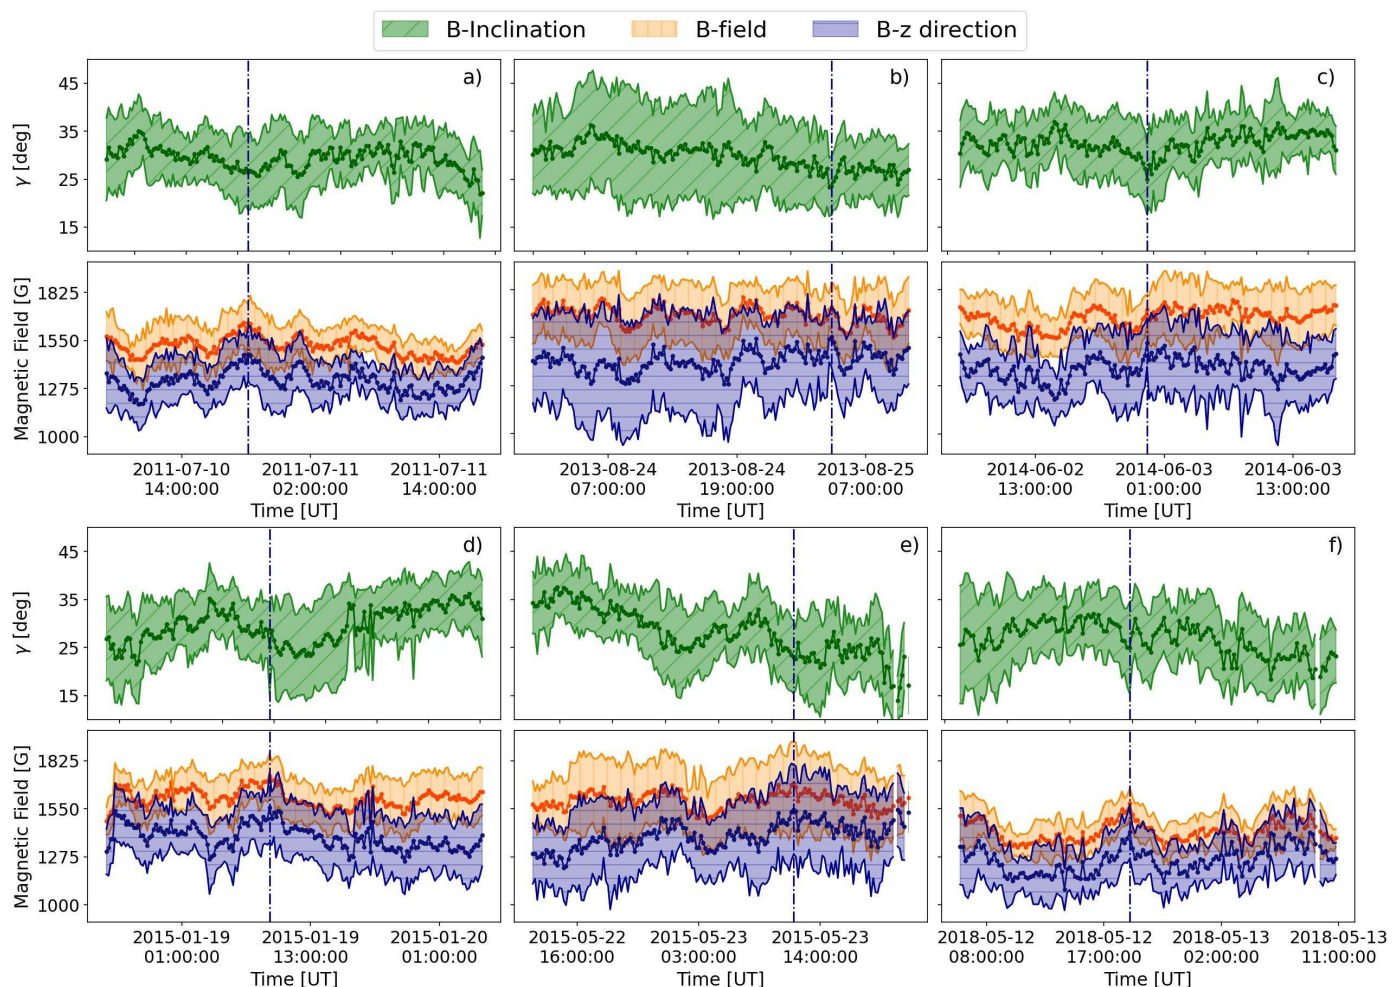 B-Inclination B-field B-z direction
a) b) c)
45
35
25
15
γ [deg]
1825
1550
1275
1000
Magnetic Field [G]
2011-07-10 2011-07-11 2011-07-11 2013-08-24 2013-08-24 2013-08-25 2014-06-02 2014-06-03 2014-06-03
14:00:00 02:00:00 14:00:00 07:00:00 19:00:00 07:00:00 13:00:00 01:00:00 13:00:00
Time [UT] Time [UT] Time [UT]
d) e) f)
45
35
25
15
γ [deg]
1825
1550
1275
1000
Magnetic Field [G]
2015-01-19 2015-01-19 2015-01-20 2015-05-22 2015-05-23 2015-05-23 2018-05-12 2018-05-12 2018-05-13 2018-05-13
01:00:00 13:00:00 01:00:00 16:00:00 03:00:00 14:00:00 08:00:00 17:00:00 02:00:00 11:00:00
Time [UT] Time [UT] Time [UT]